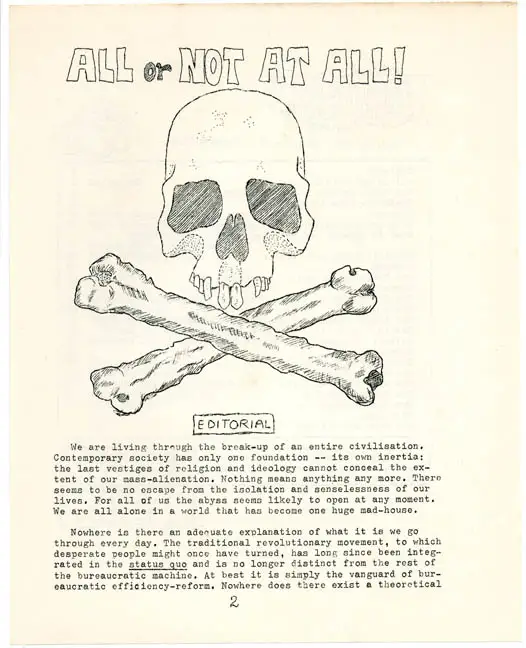 ALL or NOT AT ALL!
EDITORIAL
We are living through the break-up of an entire civilisation.
Contemporary society has only one foundation -- its own inertia:
the last vestiges of religion and ideology cannot conceal the ex-
tent of our mass-alienation. Nothing means anything any more. There
seems to be no escape from the isolation and senselessness of our
lives. For all of us the abyss seems likely to open at any moment.
We are all alone in a world that has become one huge mad-house.
Nowhere is there an adequate explanation of what it is we go
through every day. The traditional revolutionary movement, to which
desperate people might once have turned, has long since been integ-
rated in the status quo and is no longer distinct from the rest of
the bureaucratic machine. At best it is simply the vanguard of bur-
eaucratic efficiency-reform. Nowhere does there exist a theoretical
2